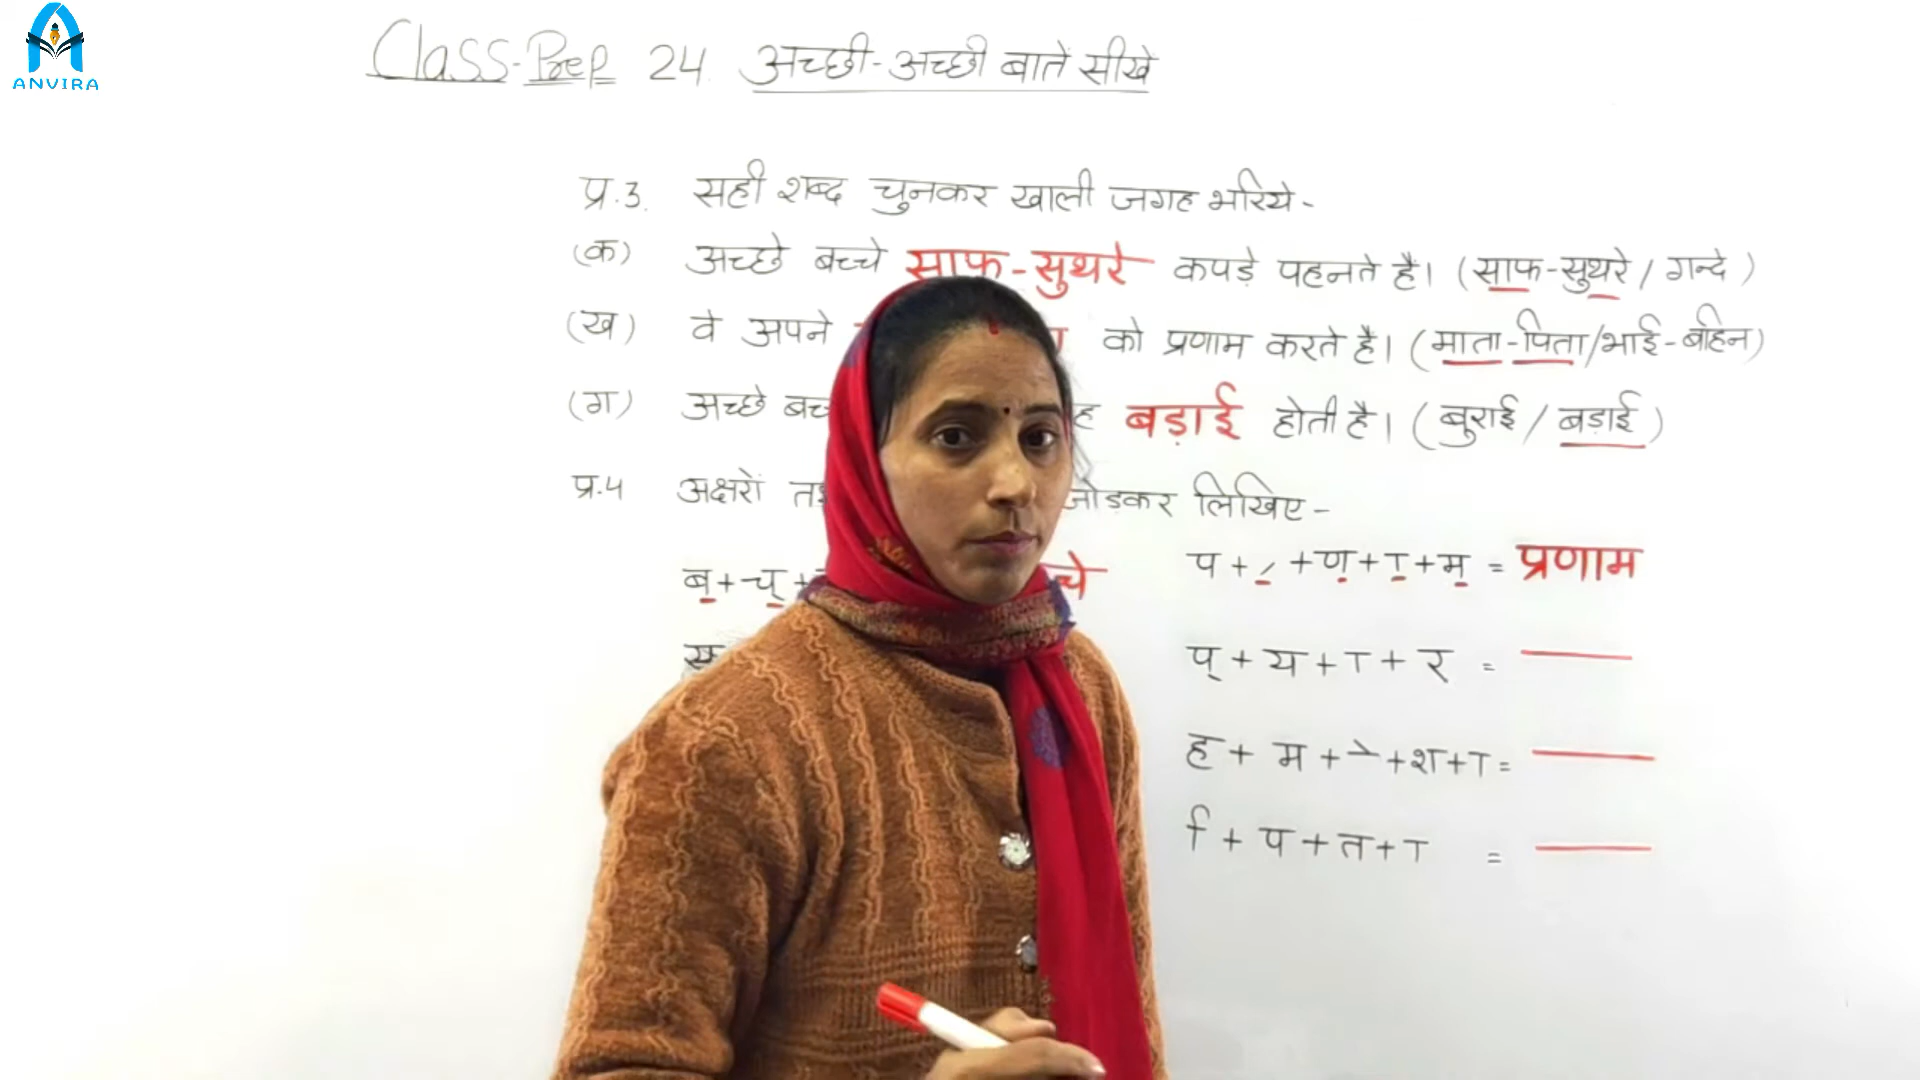 ANVIRA
Class-Prep 24. अच्छी-अच्छी बाते सीखे
प्र.3. सही शब्द चुनकर खाली जगह भरिये-
(क) अच्छे बच्चे साफ-सुथरे कपड़े पहनते है। (साफ-सुथरे/ गन्दे)
(ख) वे अपने को प्रणाम करते है। (माता-पिता/भाई-बहिन)
(ग) अच्छे बड़ाई होती है। (बुराई/ बड़ाई)
प्र.4 अक्षरों जोड़कर लिखिए-
ब+च्+
प+्र+ण+ा+म = प्रणाम
प्+य+ा+र =
ह+म+े+श+ा=
ि+प+त+ा =